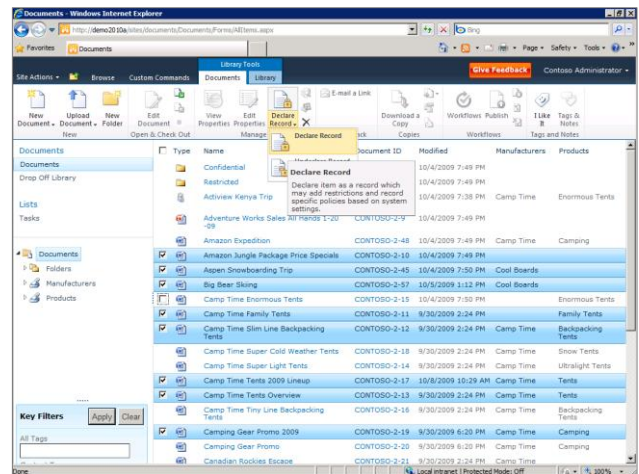 Documents - Windows Internet Explorer
http://demo2010a/sites/documents/Documents/Forms/AllItems.aspx
Bing
Favorites
Documents
Page
Safety
Tools
Library Tools
Give Feedback
Contoso Administrator
Site Actions
Browse
Custom Commands
Documents
Library
New Document
Upload Document
New Folder
Edit Document
View Properties
Edit Properties
Declare Record
E-mail a Link
Download a Copy
Workflows
Publish
I Like It
Tags & Notes
New
Open & Check Out
Manage
Copies
Workflows
Tags and Notes
Declare Record
Declare Record
Declare item as a record which
may add restrictions and record
specific policies based on system
settings.
Documents
Documents
Drop Off Library
Lists
Tasks
Documents
Folders
Manufacturers
Products
Key Filters
Apply
Clear
All Tags
Type Name Document ID Modified Manufacturers Products
Confidential 10/4/2009 7:49 PM
Restricted 10/4/2009 7:49 PM
Actiview Kenya Trip 10/4/2009 7:38 PM Camp Time Enormous Tents
Adventure Works Sales All Hands 1-20
-09 CONTOSO-2-9 10/4/2009 7:49 PM
Amazon Expedition CONTOSO-2-48 10/4/2009 7:49 PM Camp Time Camping
Amazon Jungle Package Price Specials CONTOSO-2-10 10/4/2009 7:49 PM
Aspen Snowboarding Trip CONTOSO-2-45 10/4/2009 7:50 PM Cool Boards
Big Bear Skiing CONTOSO-2-57 10/5/2009 1:12 PM Cool Boards
Camp Time Enormous Tents CONTOSO-2-15 10/4/2009 7:50 PM Enormous Tents
Camp Time Family Tents CONTOSO-2-11 9/30/2009 2:24 PM Family Tents
Camp Time Slim Line Backpacking
Tents CONTOSO-2-12 9/30/2009 2:24 PM Camp Time Backpacking
Tents
Camp Time Super Cold Weather Tents CONTOSO-2-18 9/30/2009 2:24 PM Camp Time Snow Tents
Camp Time Super Light Tents CONTOSO-2-14 9/30/2009 2:24 PM Camp Time Ultralight Tents
Camp Time Tents 2009 Lineup CONTOSO-2-17 10/8/2009 10:29 AM Camp Time Tents
Camp Time Tents Overview CONTOSO-2-13 9/30/2009 2:24 PM Camp Time Tents
Camp Time Tiny Line Backpacking
Tents CONTOSO-2-16 9/30/2009 2:24 PM Camp Time Backpacking
Tents
Camping Gear Promo 2009 CONTOSO-2-19 9/30/2009 6:20 PM Camp Time Camping
Camping Gear Promo CONTOSO-2-20 9/30/2009 6:20 PM Camp Time Camping
Canadian Rockies Escape CONTOSO-2-21 9/30/2009 2:24 PM
Done
Local intranet | Protected Mode: Off
100%